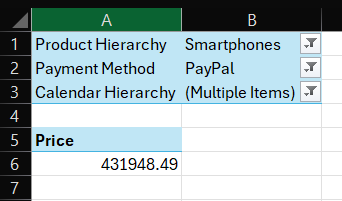 A B
1 Product Hierarchy Smartphones
2 Payment Method PayPal
3 Calendar Hierarchy (Multiple Items)
4
5 Price
6 431948.49
7